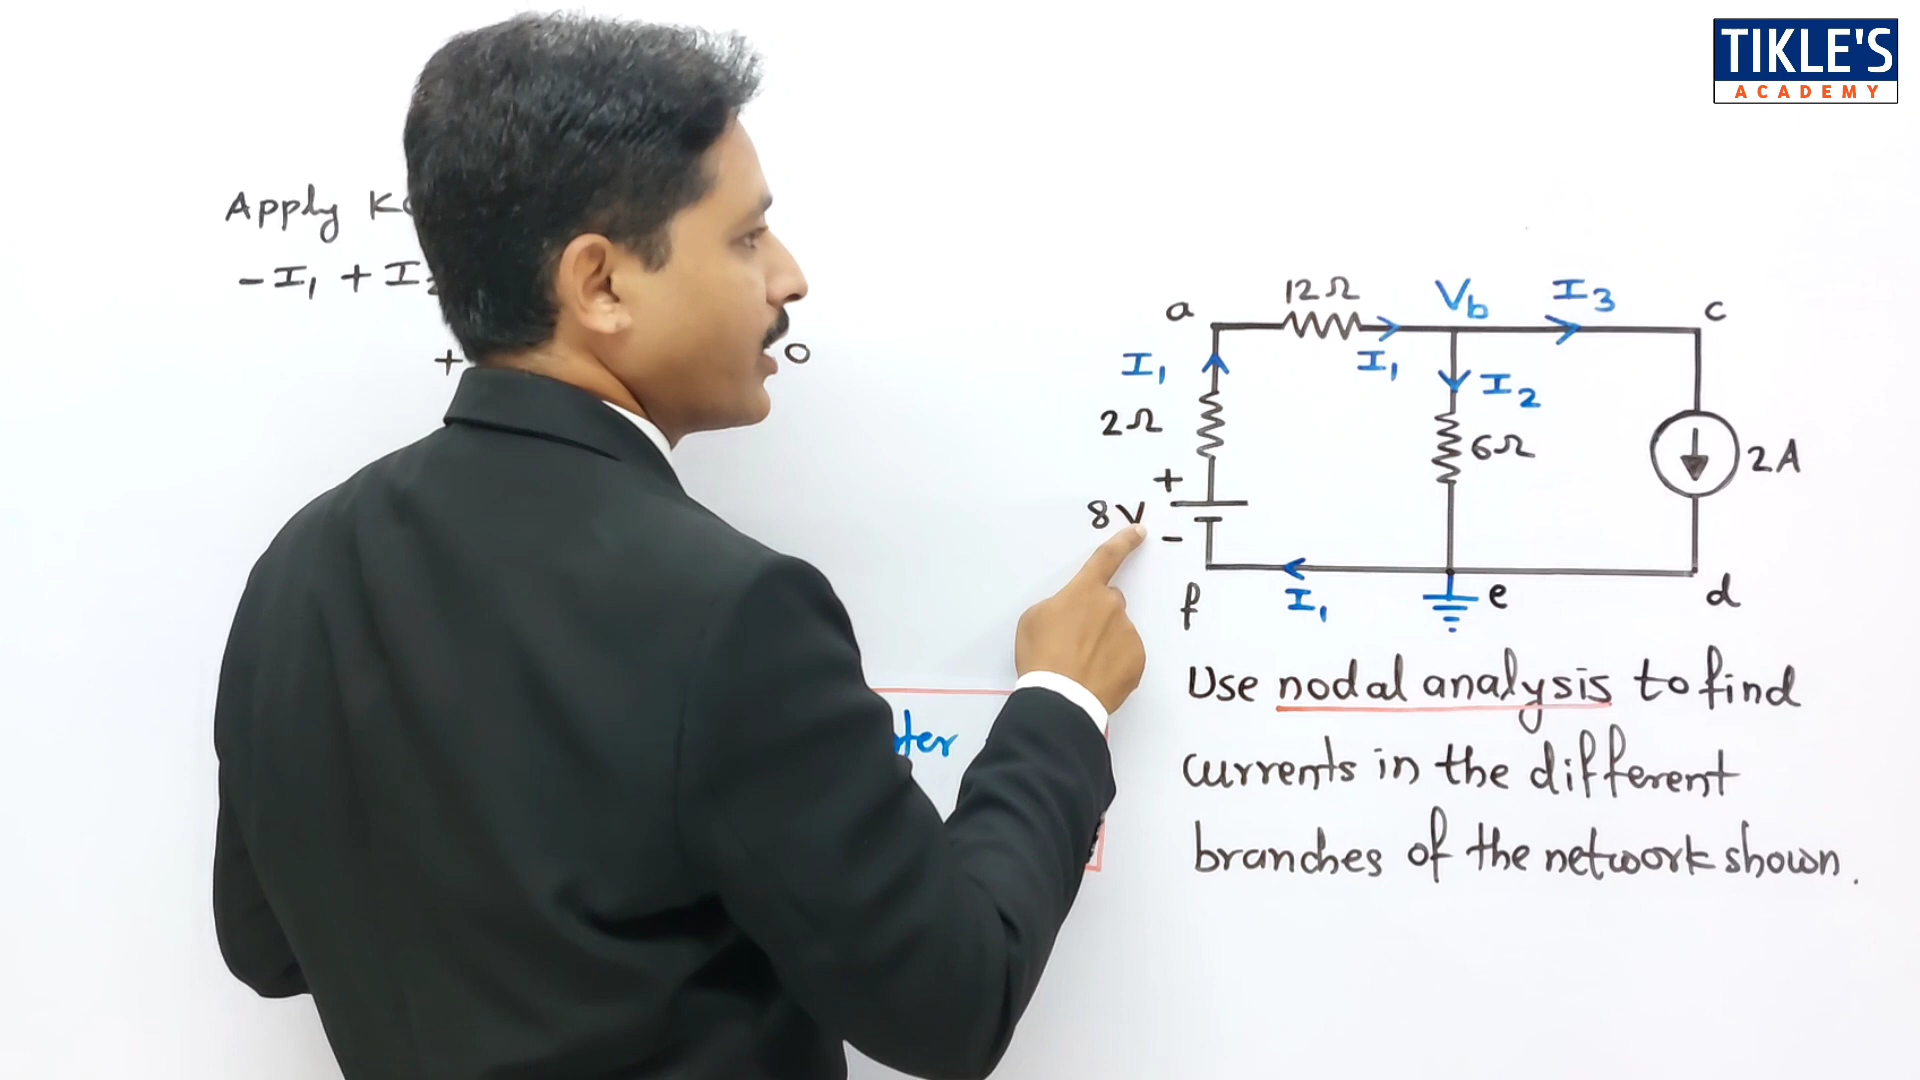 TIKLE'S
ACADEMY
Apply
-I₁ + I
+ 0
a 12Ω Vb I₃ c
I₁ I₁ I₂
2Ω 6Ω 2A
+
8V
-
f I₁ e d
Use nodal analysis to find
currents in the different
branches of the network shown.